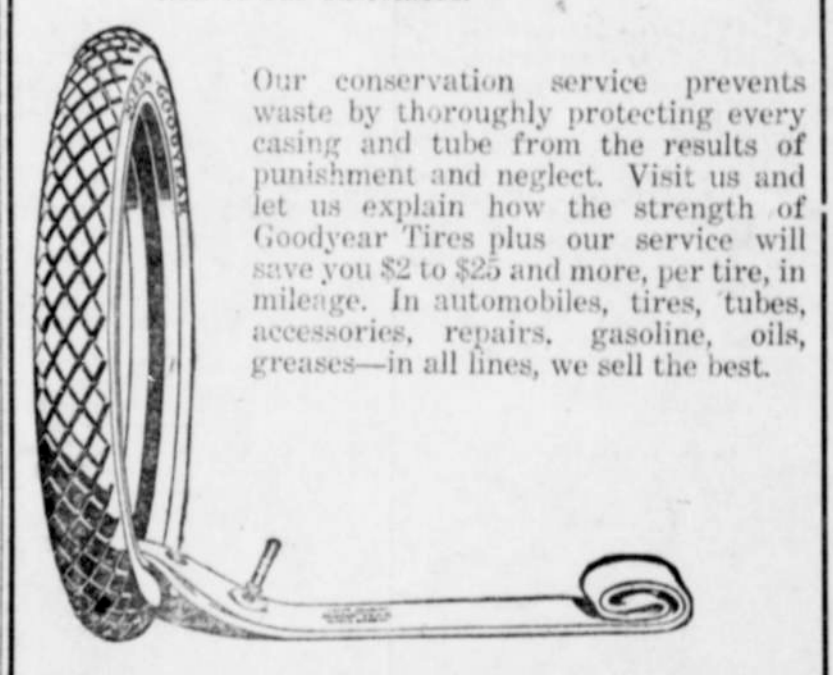 GOODYEAR
Our conservation service prevents
waste by thoroughly protecting every
casing and tube from the results of
punishment and neglect. Visit us and
let us explain how the strength of
Goodyear Tires plus our service will
save you $2 to $25 and more, per tire, in
mileage. In automobiles, tires, tubes,
accessories, repairs, gasoline, oils,
greases—in all lines, we sell the best.